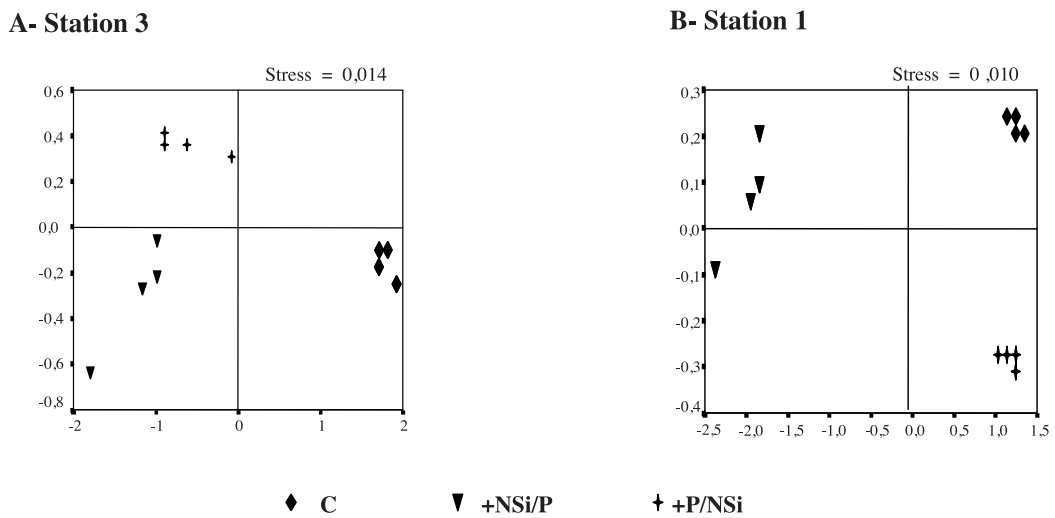 A- Station 3
Stress = 0,014
0,6
0,4
0,2
0,0
-0,2
-0,4
-0,6
-0,8
-2 -1 0 1 2
B- Station 1
Stress = 0 ,010
0,3
0,2
0,1
0,0
-0,1
-0,2
-0,3
-0,4
-2,5 -2,0 -1,5 -1,0 -0,5 0,0 0,5 1,0 1,5
C +NSi/P +P/NSi